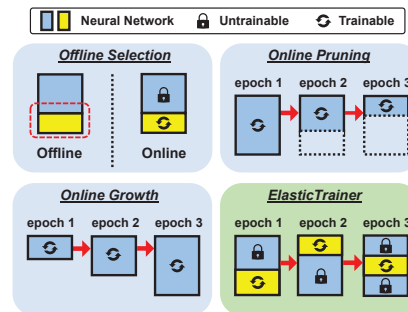 Neural Network Untrainable Trainable
Offline Selection
Offline Online
Online Pruning
epoch 1 epoch 2 epoch 3
Online Growth
epoch 1 epoch 2 epoch 3
ElasticTrainer
epoch 1 epoch 2 epoch 3